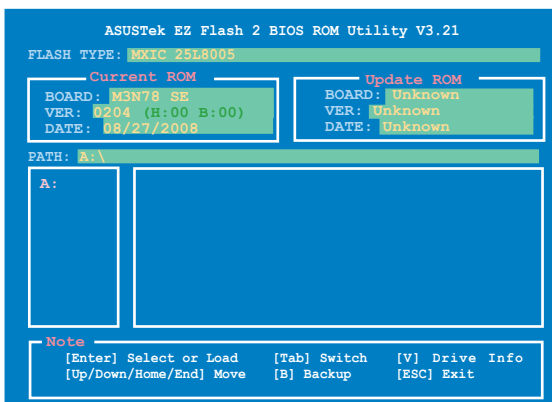 ASUSTek EZ Flash 2 BIOS ROM Utility V3.21
FLASH TYPE: MXIC 25L8005
Current ROM
BOARD: M3N78 SE
VER: 0204 (H:00 B:00)
DATE: 08/27/2008
Update ROM
BOARD: Unknown
VER: Unknown
DATE: Unknown
PATH: A:\
A:
Note
[Enter] Select or Load [Tab] Switch [V] Drive Info
[Up/Down/Home/End] Move [B] Backup [ESC] Exit